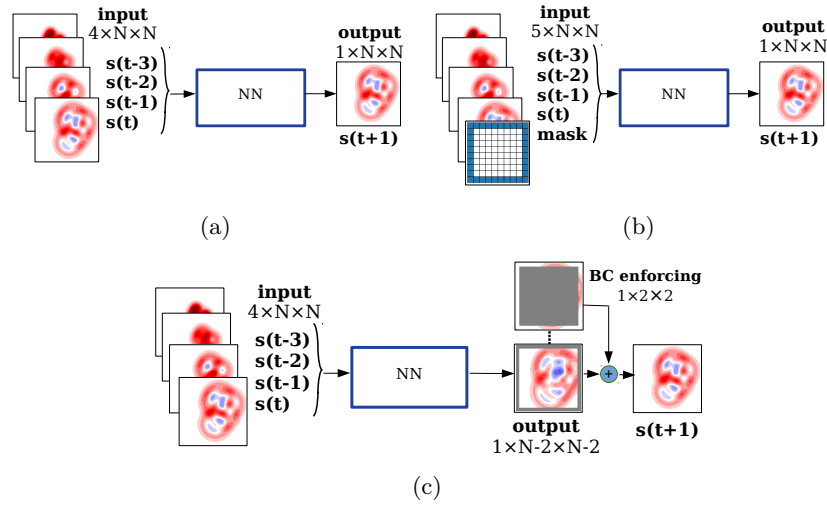 input
4×N×N
s(t-3)
s(t-2)
s(t-1)
s(t)
NN
output
1×N×N
s(t+1)
(a)
input
5×N×N
s(t-3)
s(t-2)
s(t-1)
s(t)
mask
NN
output
1×N×N
s(t+1)
(b)
input
4×N×N
s(t-3)
s(t-2)
s(t-1)
s(t)
NN
BC enforcing
1×2×2
+
output
1×N-2×N-2
s(t+1)
(c)